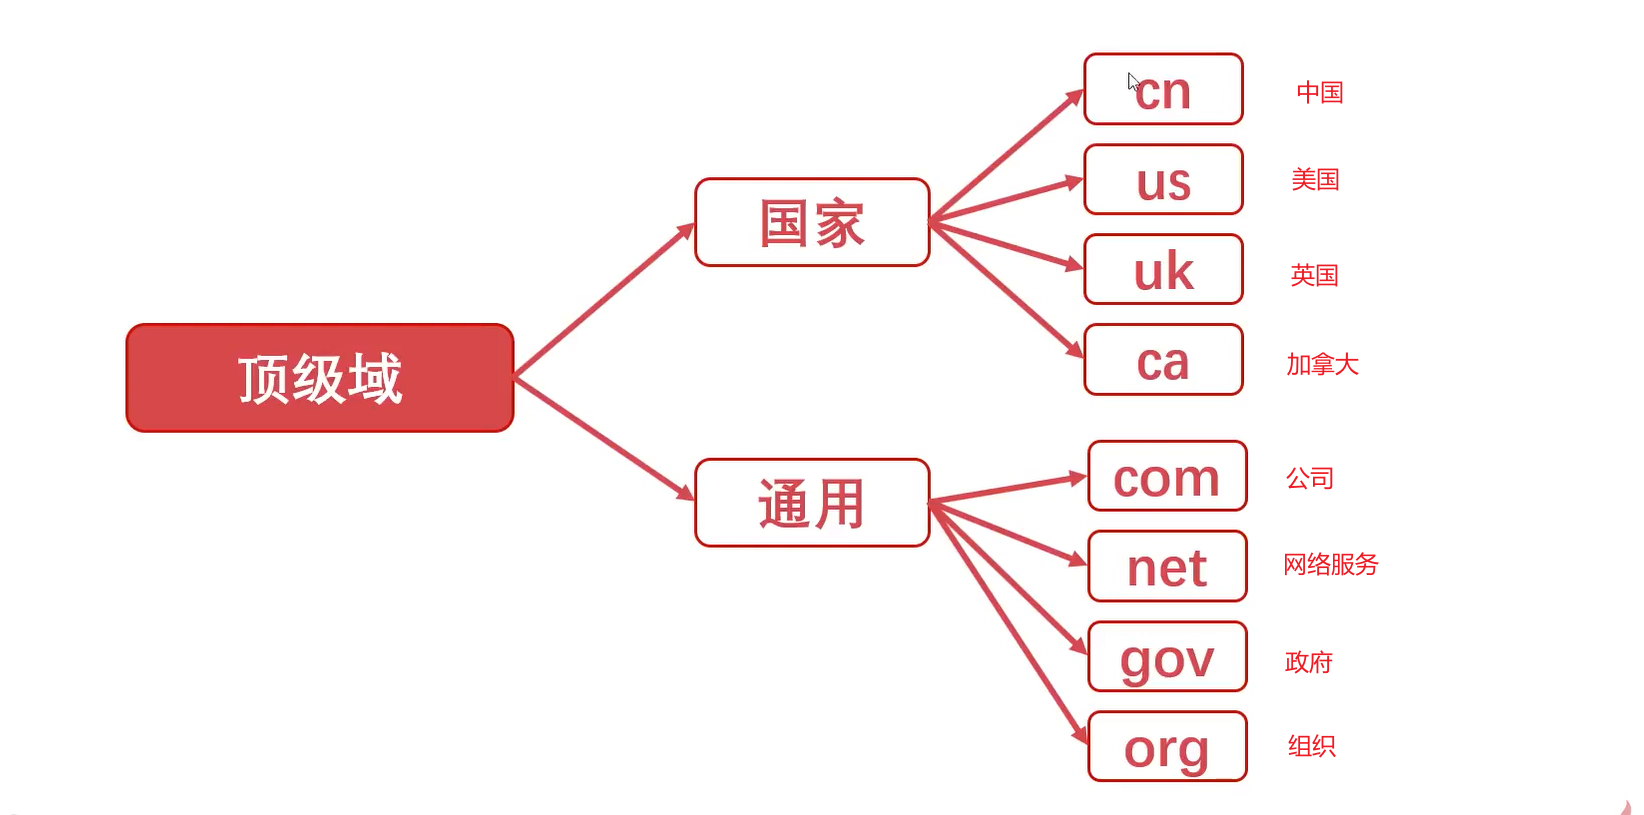 顶级域
国家
cn 中国
us 美国
uk 英国
ca 加拿大
通用
com 公司
net 网络服务
gov 政府
org 组织